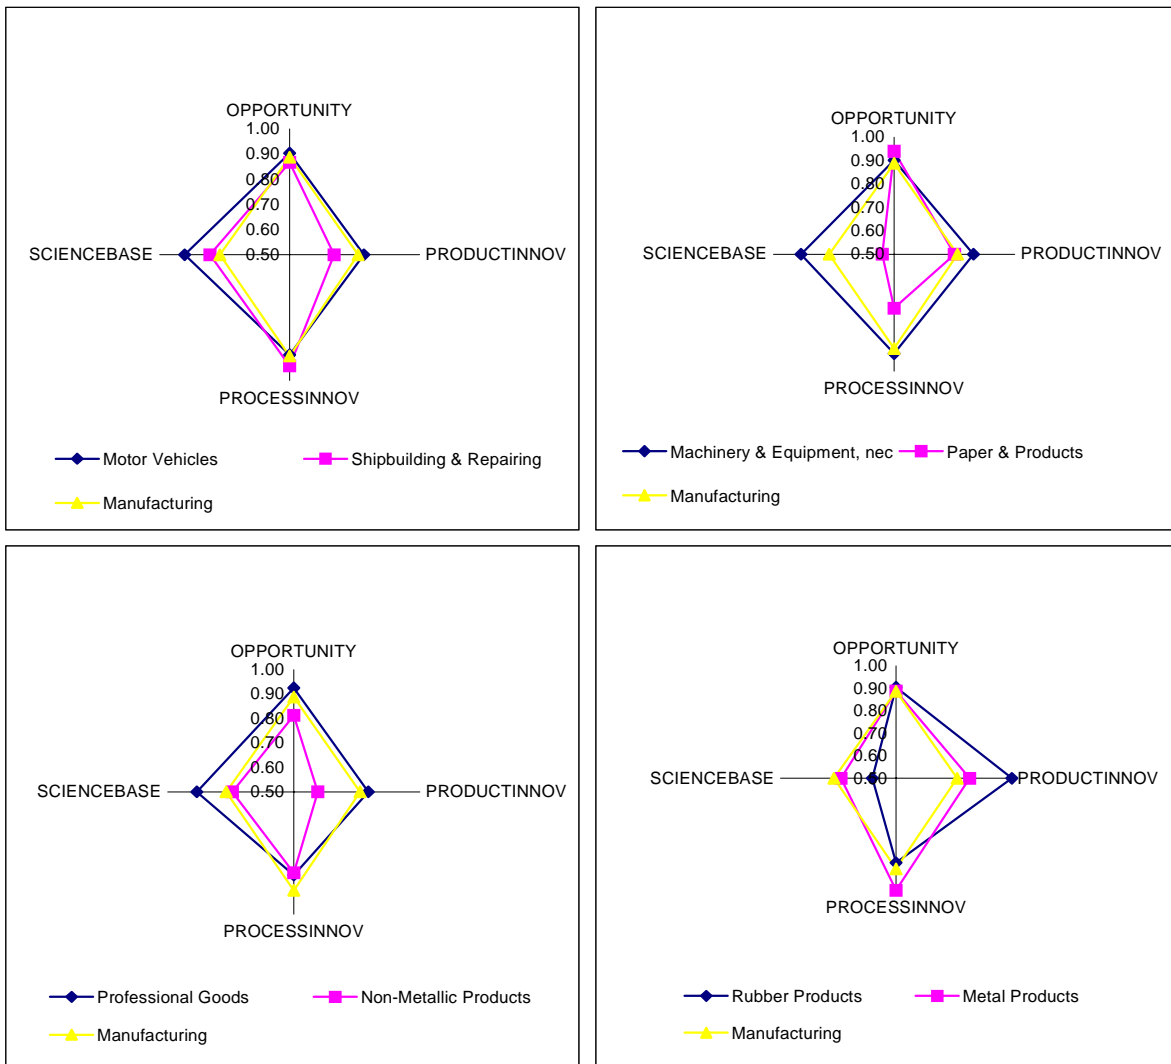 OPPORTUNITY
1.00
0.90
0.80
0.70
0.60
0.50
SCIENCEBASE
PRODUCTINNOV
PROCESSINNOV
Motor Vehicles
Shipbuilding & Repairing
Manufacturing
OPPORTUNITY
1.00
0.90
0.80
0.70
0.60
0.50
SCIENCEBASE
PRODUCTINNOV
PROCESSINNOV
Machinery & Equipment, nec
Paper & Products
Manufacturing
OPPORTUNITY
1.00
0.90
0.80
0.70
0.60
0.50
SCIENCEBASE
PRODUCTINNOV
PROCESSINNOV
Professional Goods
Non-Metallic Products
Manufacturing
OPPORTUNITY
1.00
0.90
0.80
0.70
0.60
0.50
SCIENCEBASE
PRODUCTINNOV
PROCESSINNOV
Rubber Products
Metal Products
Manufacturing